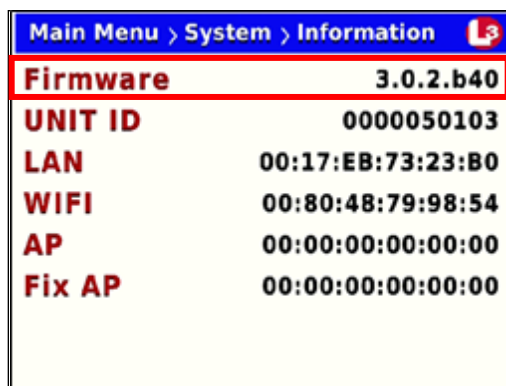 Main Menu > System > Information L3
Firmware 3.0.2.b40
UNIT ID 0000050103
LAN 00:17:EB:73:23:B0
WIFI 00:80:48:79:98:54
AP 00:00:00:00:00:00
Fix AP 00:00:00:00:00:00